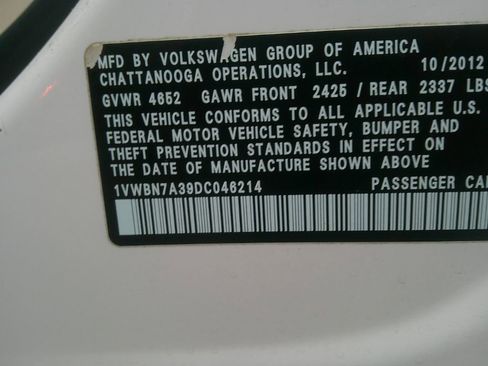 MFD BY VOLKSWAGEN GROUP OF AMERICA
CHATTANOOGA OPERATIONS, LLC. 10/2012
GVWR 4652 GAWR FRONT 2425 / REAR 2337 LBS
THIS VEHICLE CONFORMS TO ALL APPLICABLE U.S.
FEDERAL MOTOR VEHICLE SAFETY, BUMPER AND
THEFT PREVENTION STANDARDS IN EFFECT ON
THE DATE OF MANUFACTURE SHOWN ABOVE
1VWBN7A39DC046214 PASSENGER CAR